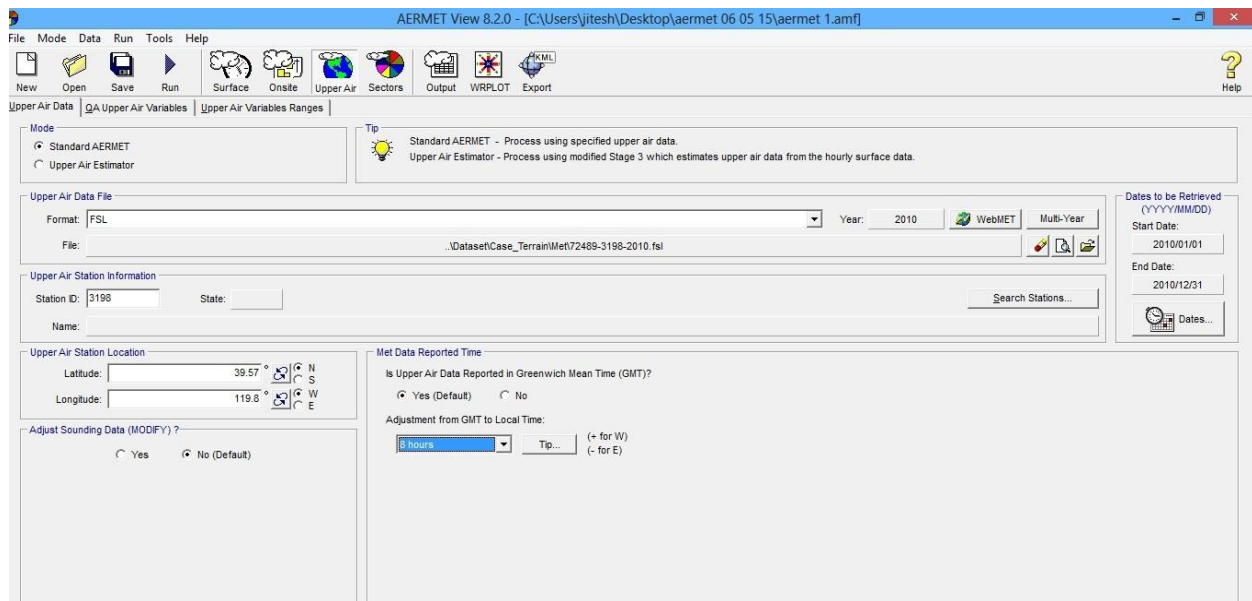 AERMET View 8.2.0 - [C:\Users\jitesh\Desktop\aermet 06 05 15\aermet 1.amf]
File Mode Data Run Tools Help
KML
New Open Save Run Surface Onsite Upper Air Sectors Output WRPLOT Export Help
Upper Air Data QA Upper Air Variables Upper Air Variables Ranges
Mode
Standard AERMET
Upper Air Estimator
Tip
Standard AERMET - Process using specified upper air data.
Upper Air Estimator - Process using modified Stage 3 which estimates upper air data from the hourly surface data.
Upper Air Data File
Format: FSL Year: 2010 WebMET Multi-Year
File: ..\Dataset\Case_Terrain\Met\72489-3198-2010.fsl
Dates to be Retrieved
(YYYY/MM/DD)
Start Date:
2010/01/01
End Date:
2010/12/31
Dates...
Upper Air Station Information
Station ID: 3198 State: Search Stations...
Name:
Upper Air Station Location
Latitude: 39.57 ° N
S
Longitude: 119.8 ° W
E
Met Data Reported Time
Is Upper Air Data Reported in Greenwich Mean Time (GMT)?
Yes (Default) No
Adjustment from GMT to Local Time:
8 hours Tip... (+ for W)
(- for E)
Adjust Sounding Data (MODIFY) ?
Yes No (Default)